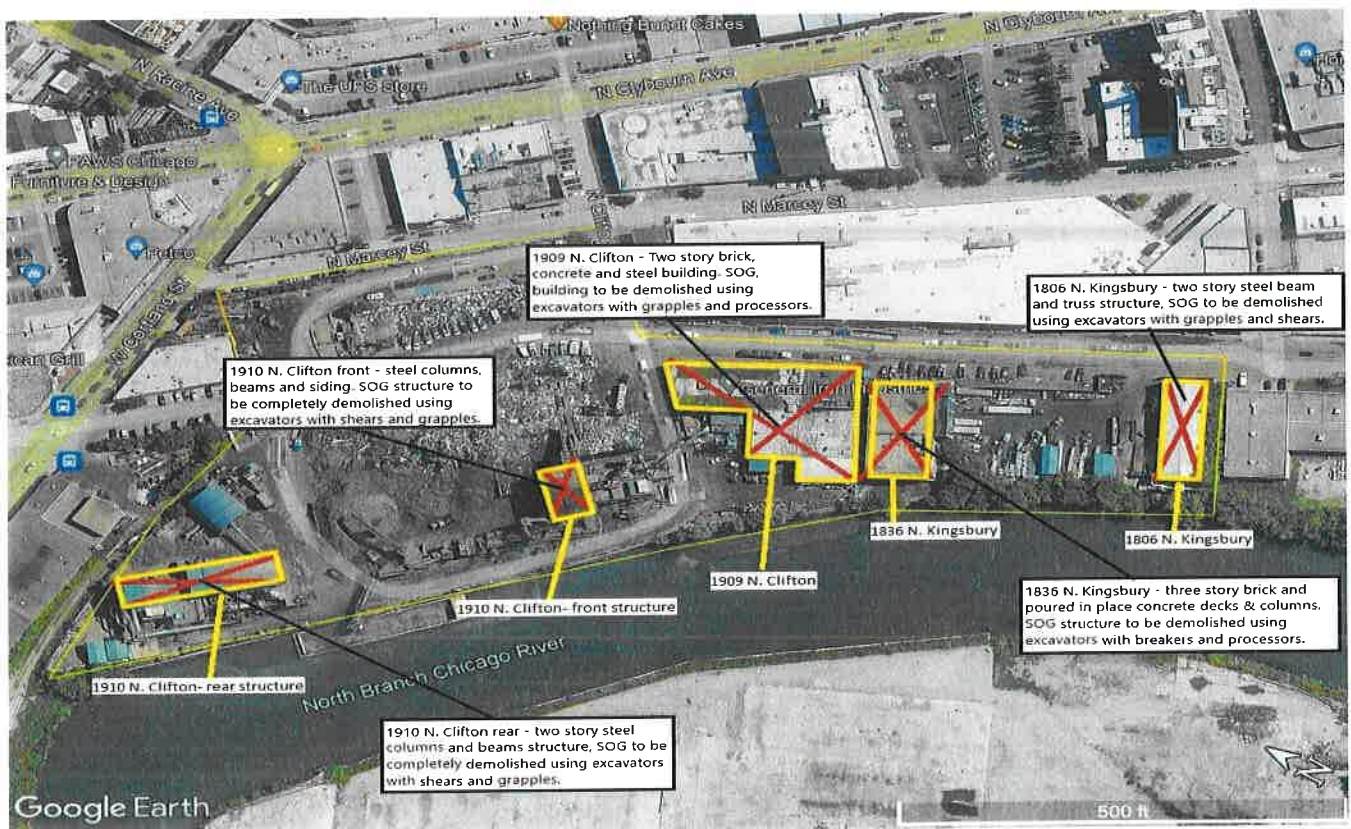 Nothing Bundt Cakes
N Clybourn Ave
N Racine Ave
The UPS Store
N Clybourn Ave
PAWS Chicago
Furniture & Design
N Marcey St
Petco
N Marcey St
N Cortland St
1909 N. Clifton - Two story brick,
concrete and steel building. SOG,
building to be demolished using
excavators with grapples and processors.
1806 N. Kingsbury - two story steel beam
and truss structure, SOG to be demolished
using excavators with grapples and shears.
ican Grill
1910 N. Clifton front - steel columns,
beams and siding. SOG structure to
be completely demolished using
excavators with shears and grapples.
1836 N. Kingsbury
1806 N. Kingsbury
1909 N. Clifton
1910 N. Clifton- front structure
1836 N. Kingsbury - three story brick and
poured in place concrete decks & columns.
SOG structure to be demolished using
excavators with breakers and processors.
1910 N. Clifton- rear structure
North Branch Chicago River
1910 N. Clifton rear - two story steel
columns and beams structure, SOG to be
completely demolished using excavators
with shears and grapples.
Google Earth
500 ft